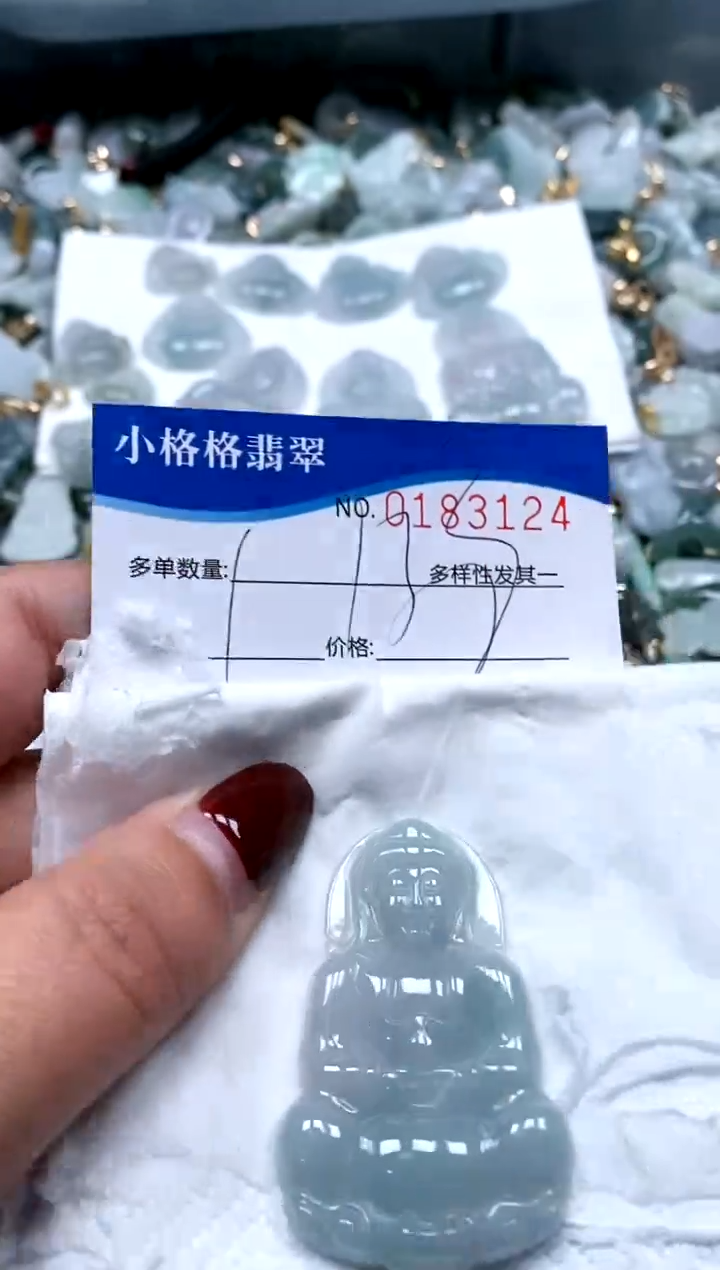 小格格翡翠
NO. 0183124
多单数量: 多样性发其一
价格: